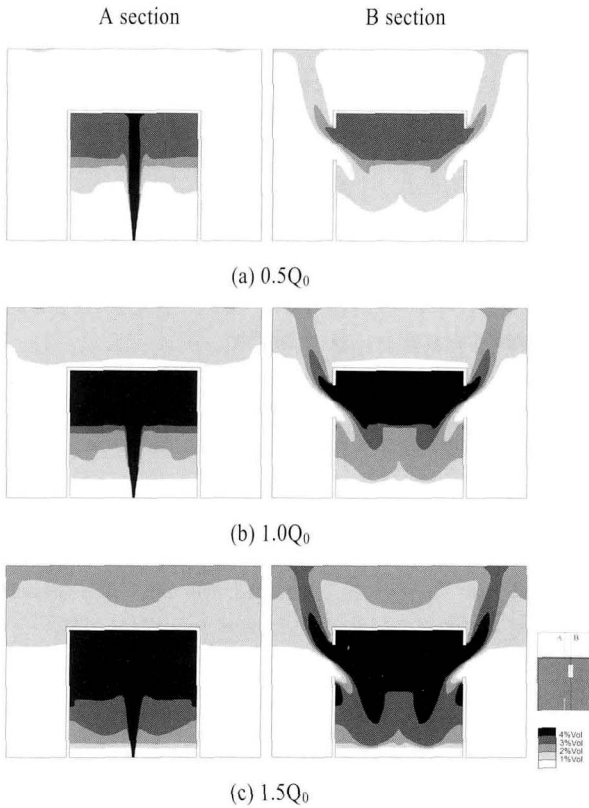 A section
B section
(a) 0.5Q₀
(b) 1.0Q₀
A B
4%Vol
3%Vol
2%Vol
1%Vol
(c) 1.5Q₀